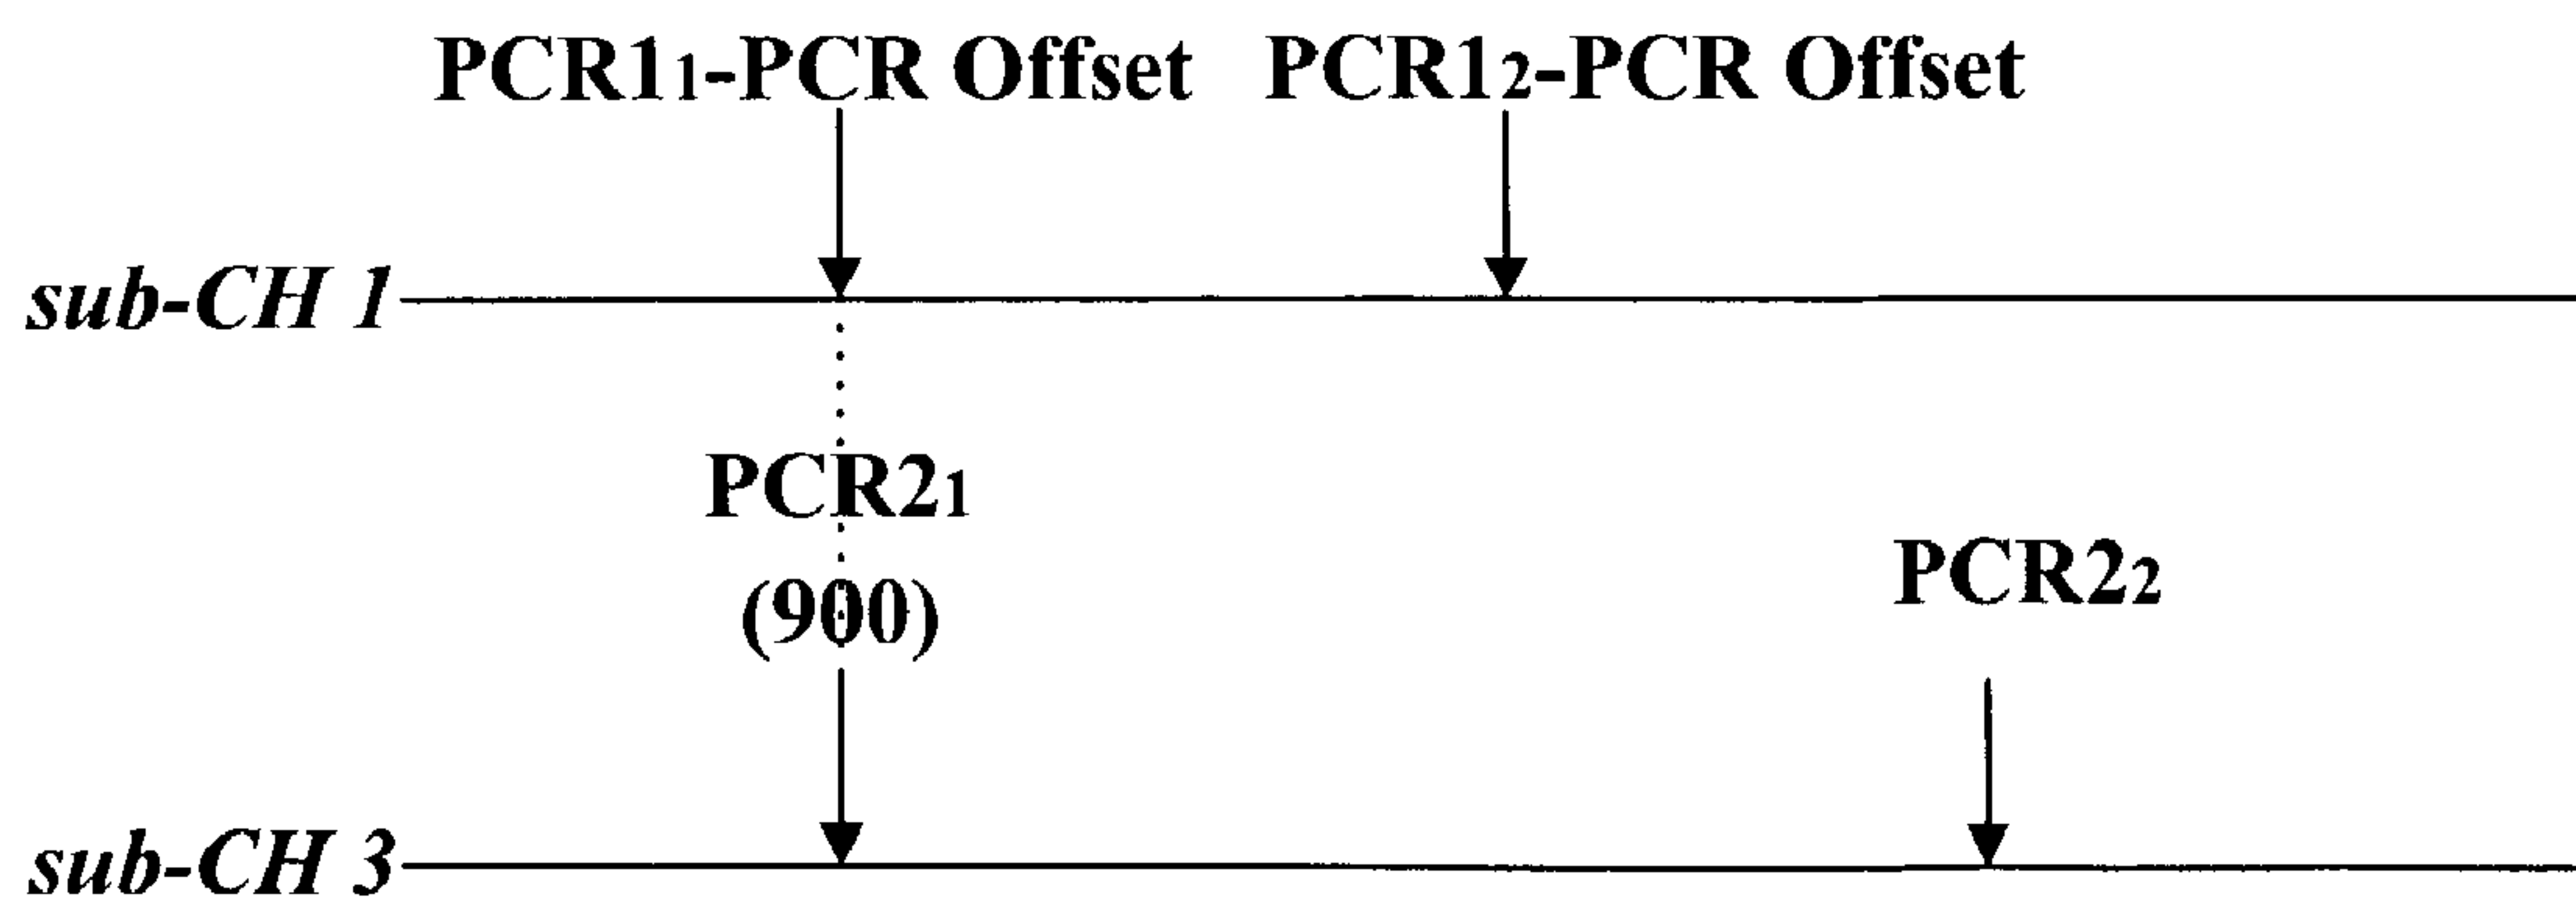 PCR11-PCR Offset PCR12-PCR Offset
sub-CH 1
PCR21
(900)
PCR22
sub-CH 3